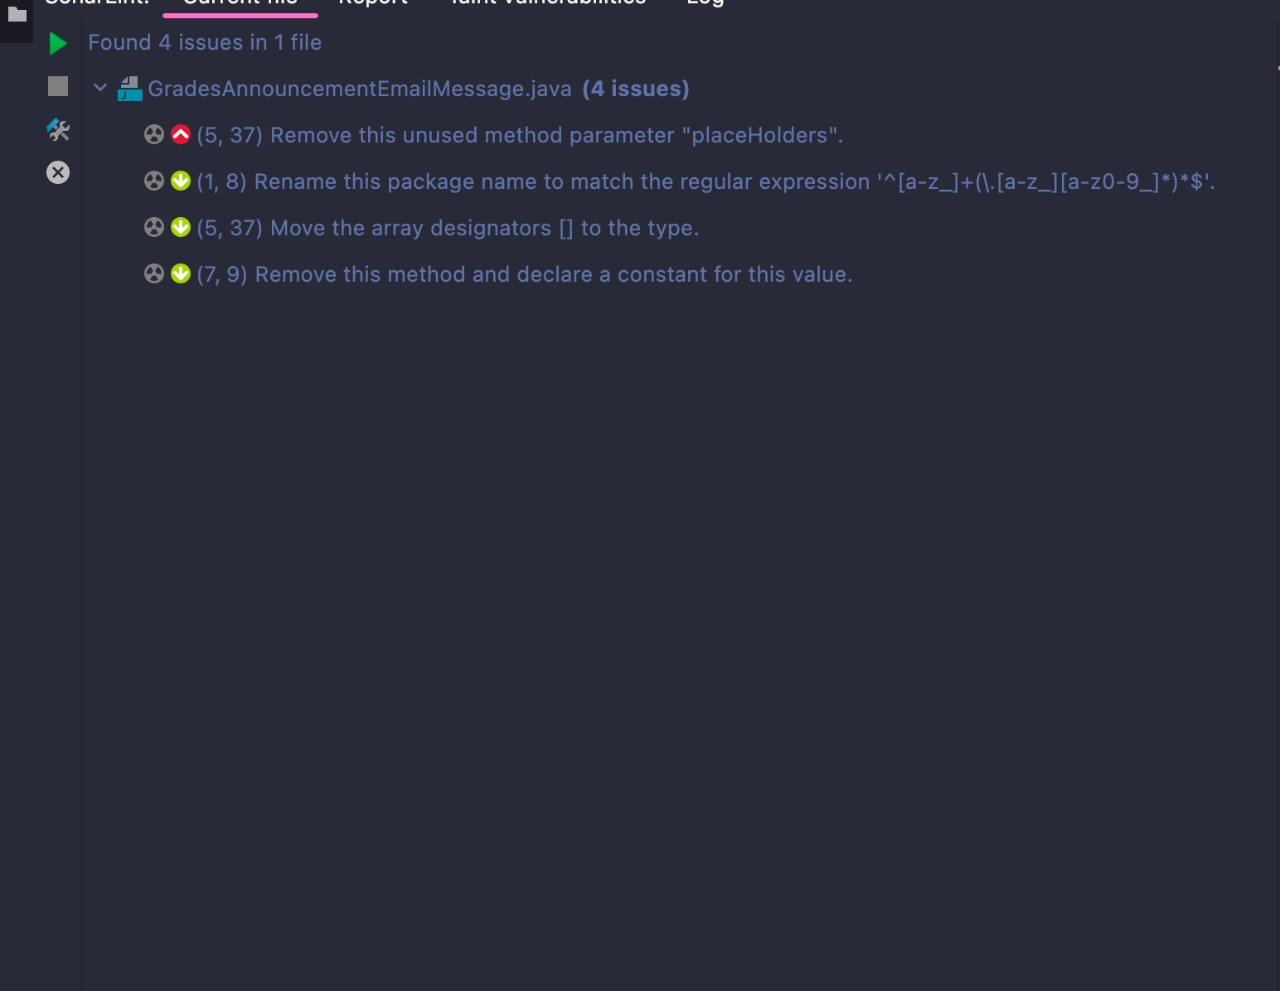 SonarLint: Current file Report Taint Vulnerabilities Log
Found 4 issues in 1 file
GradesAnnouncementEmailMessage.java (4 issues)
(5, 37) Remove this unused method parameter "placeHolders".
(1, 8) Rename this package name to match the regular expression '^[a-z_]+(\.[a-z_][a-z0-9_]*)*$'.
(5, 37) Move the array designators [] to the type.
(7, 9) Remove this method and declare a constant for this value.